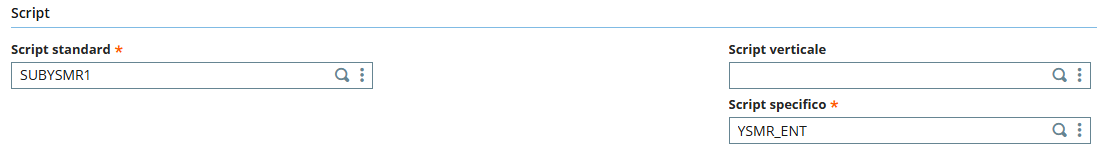 Script
Script standard *
SUBYSMR1
Script verticale
Script specifico *
YSMR_ENT